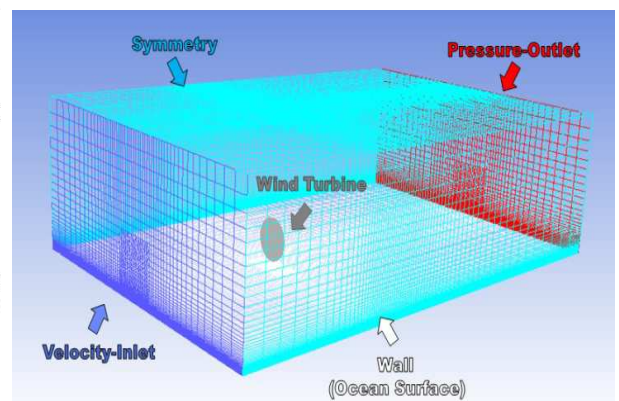 Symmetry
Pressure-Outlet
Wind Turbine
Velocity-Inlet
Wall
(Ocean Surface)